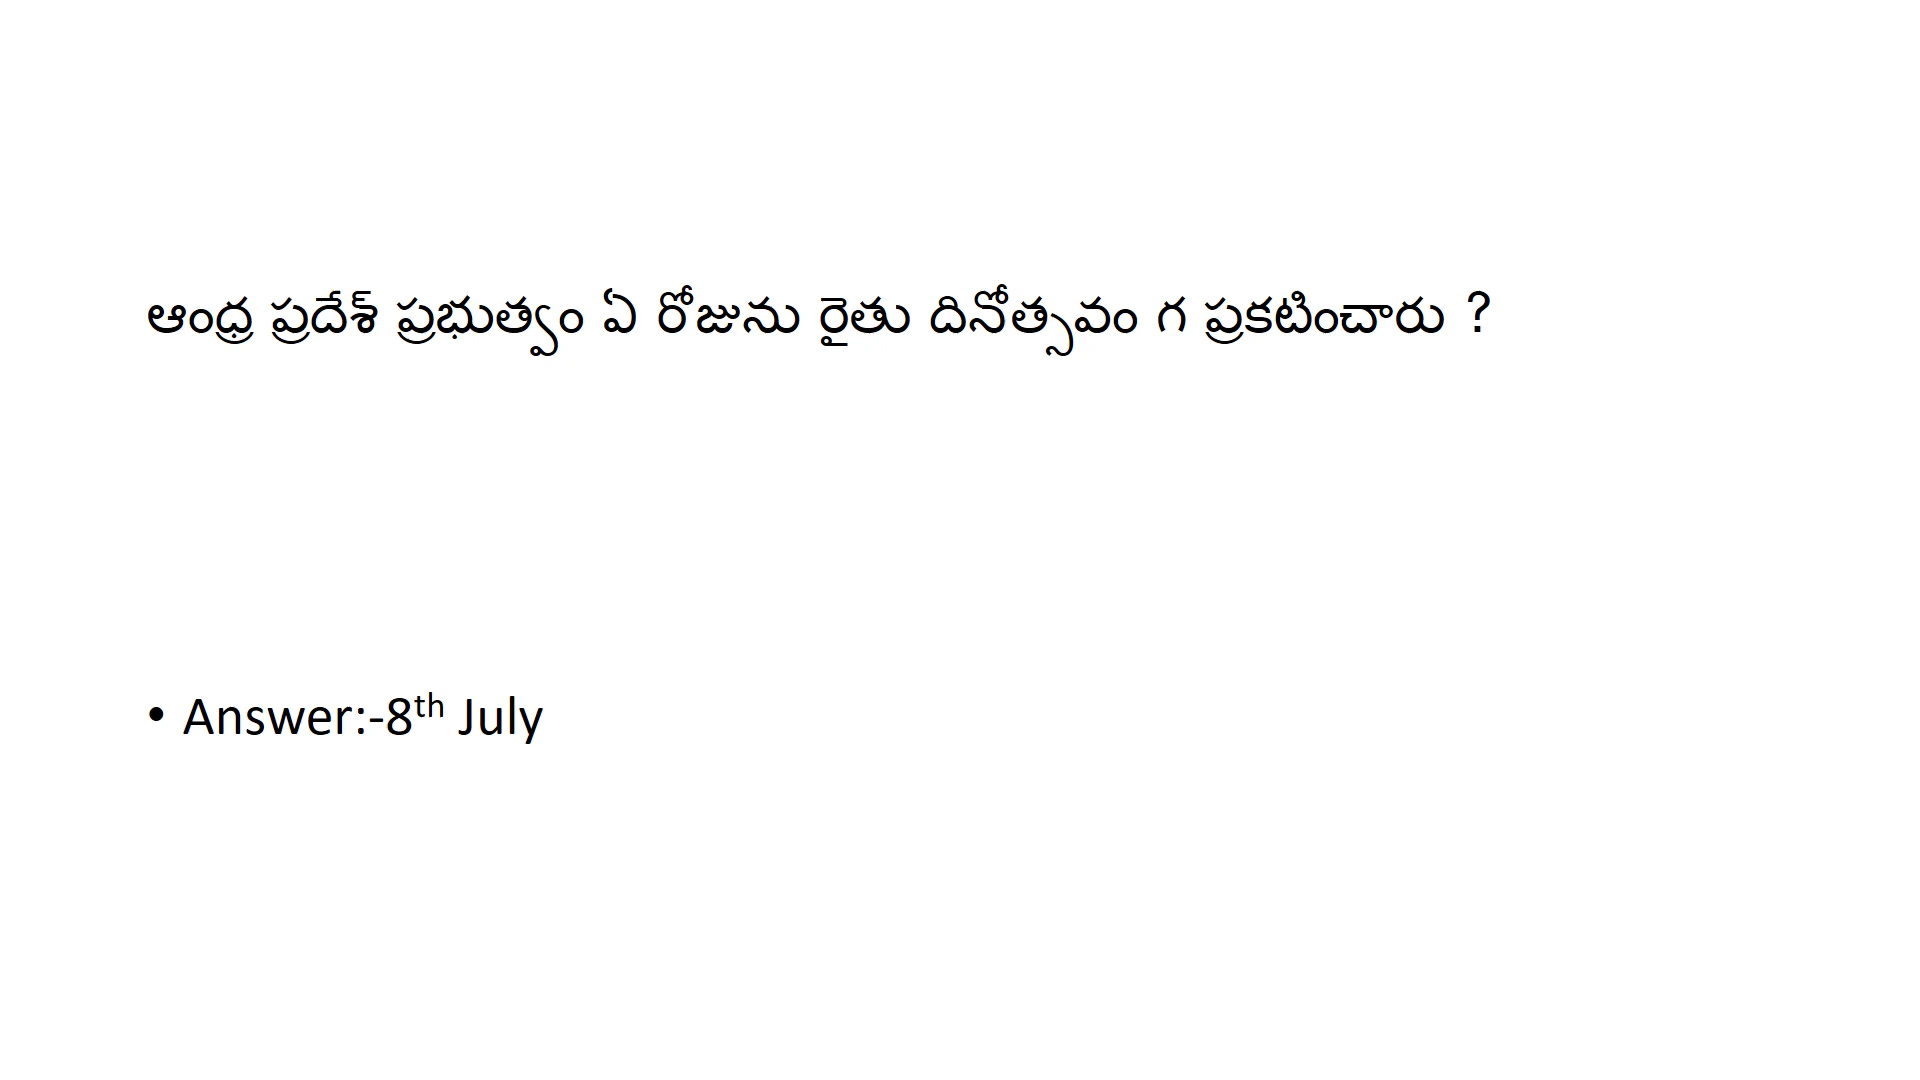 ఆంధ్ర ప్రదేశ్ ప్రభుత్వం ఏ రోజును రైతు దినోత్సవం గ ప్రకటించారు ?
• Answer:-8th July